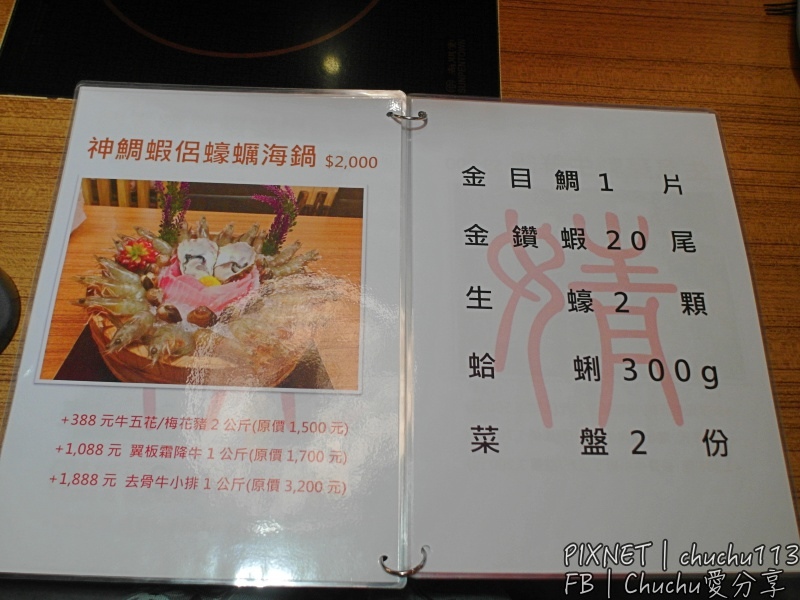 神鯛蝦侶蠔蠣海鍋 $2,000
+388 元牛五花/梅花豬 2 公斤(原價 1,500 元)
+1,088 元 翼板霜降牛 1 公斤(原價 1,700 元)
+1,888 元 去骨牛小排 1 公斤(原價 3,200 元)
金目鯛 1 片
金鑽蝦 20 尾
生蠔 2 顆
蛤蜊 300g
菜盤 2 份
PIXNET | chuchu113
FB | Chuchu愛分享